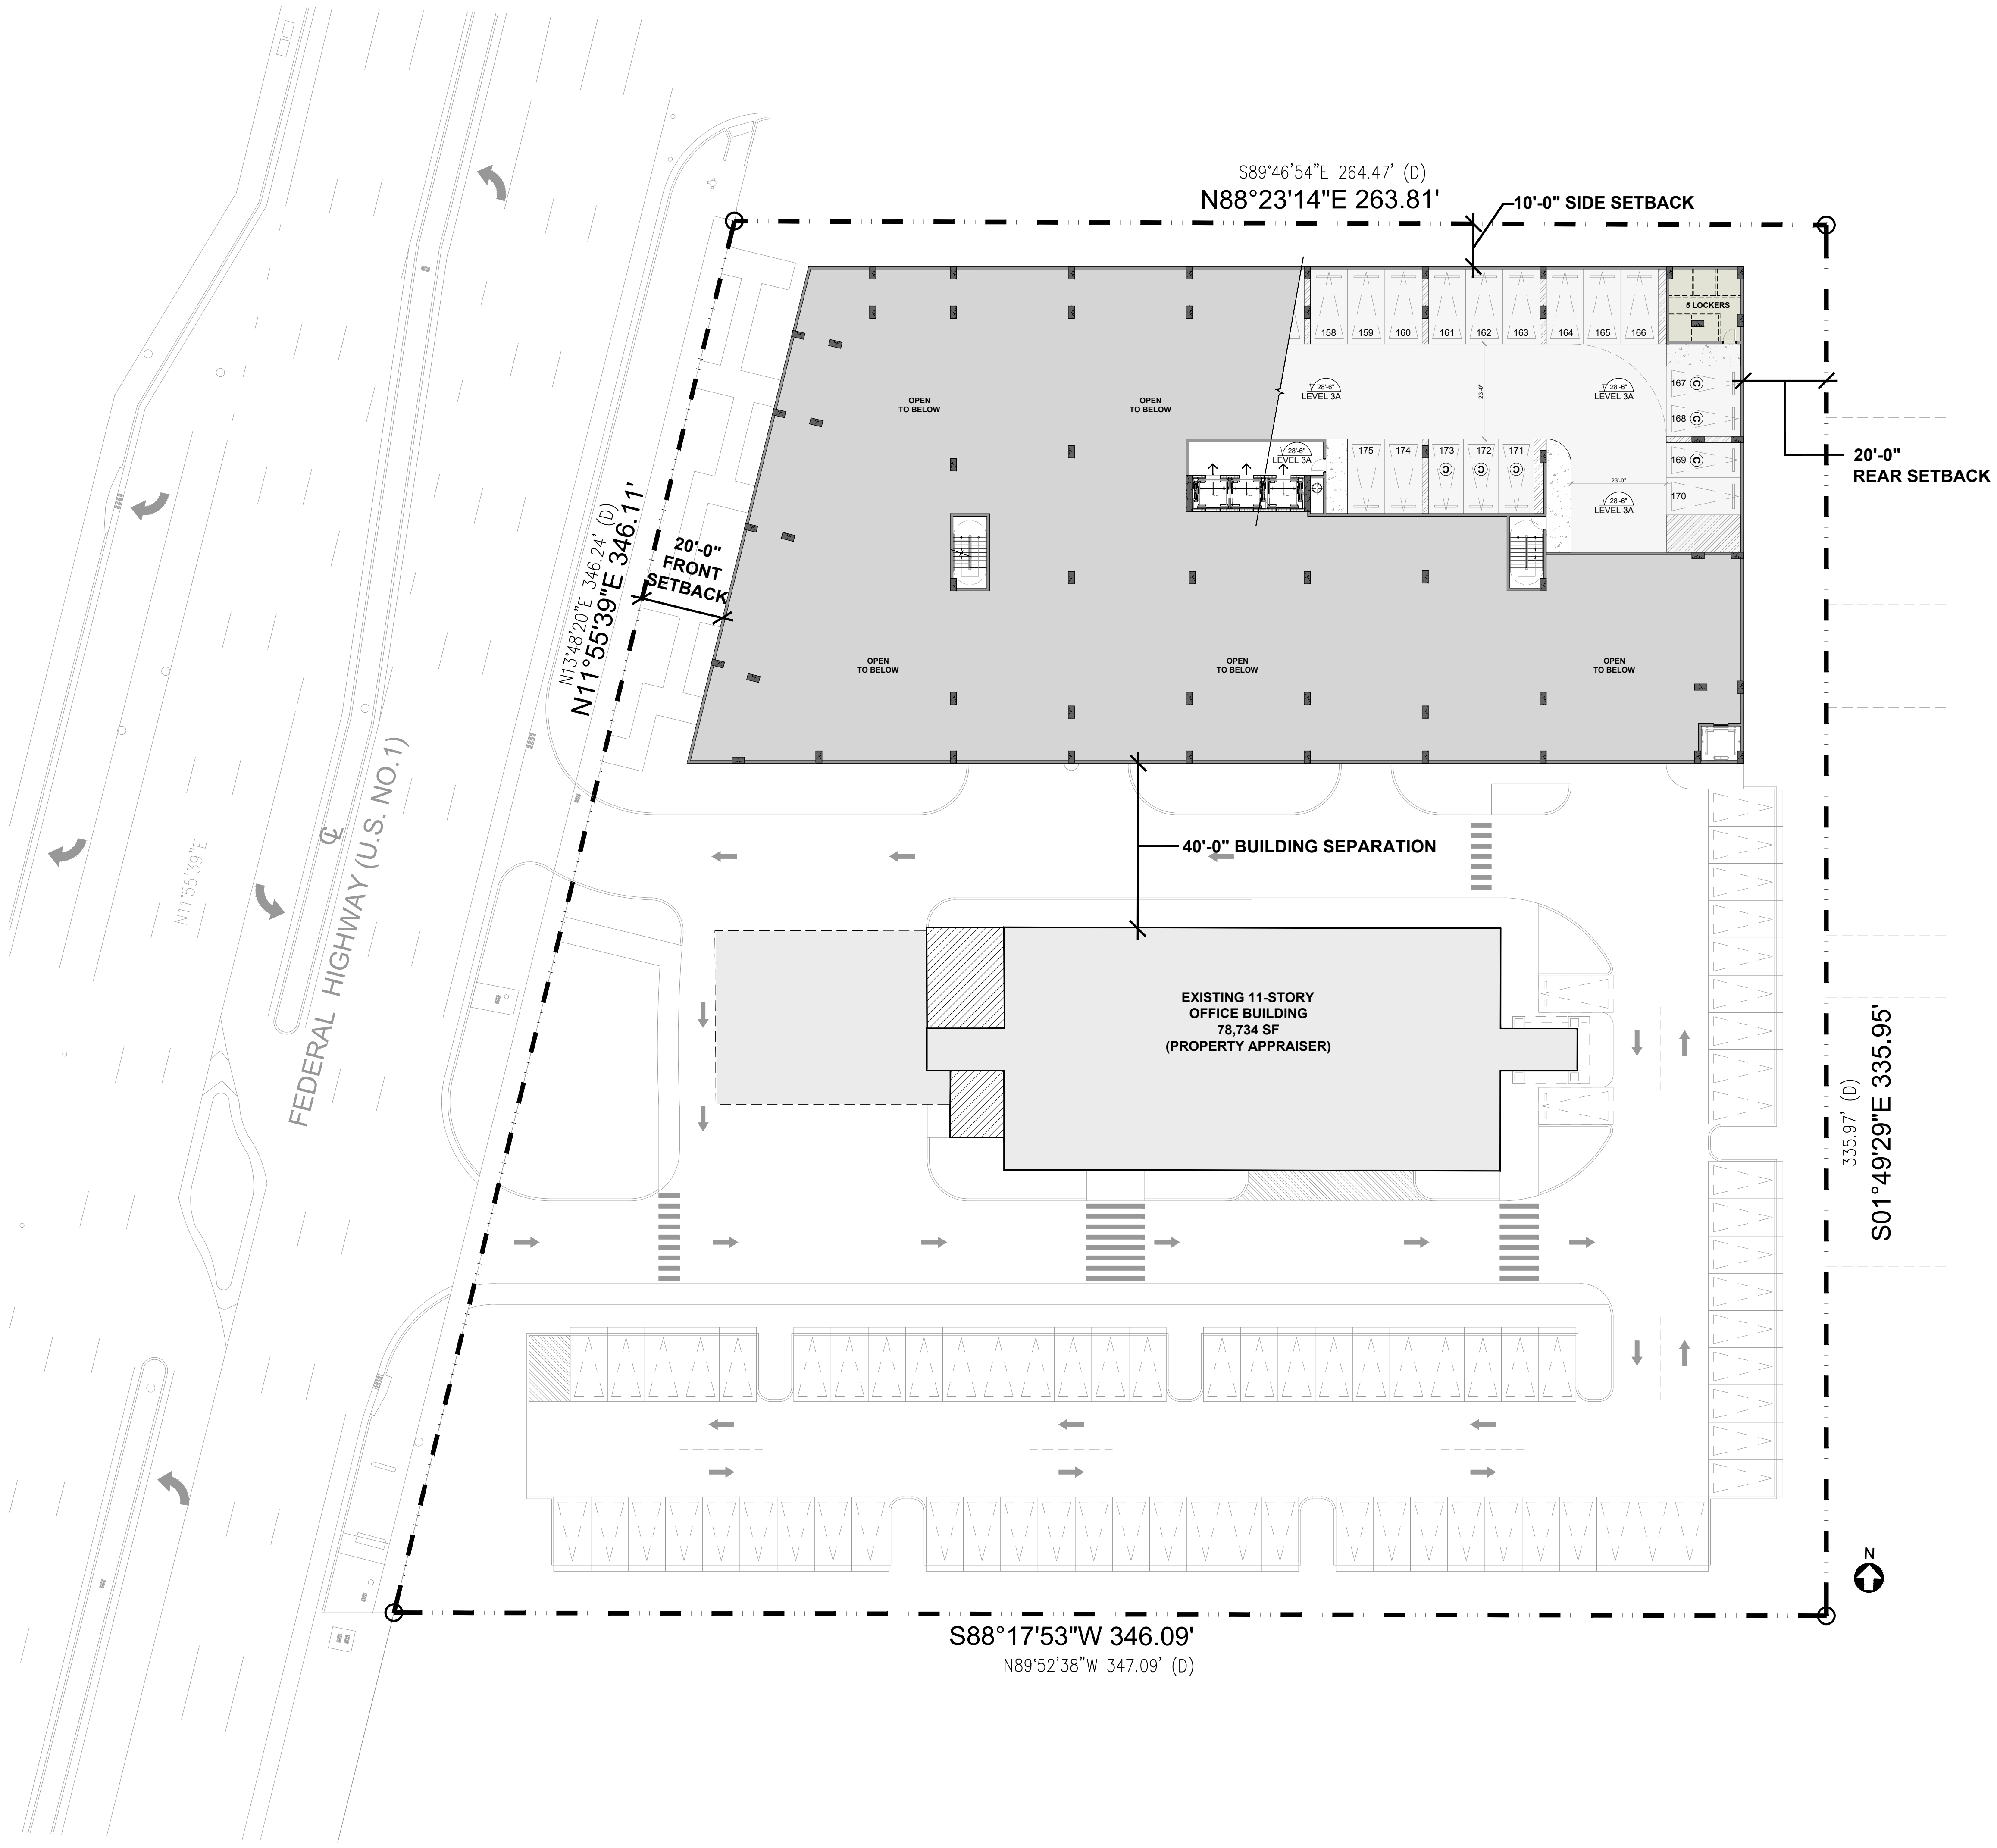 S89°46'54"E 264.47' (D)
N88°23'14"E 263.81'
10'-0" SIDE SETBACK
5 LOCKERS
158
159
160
161
162
163
164
165
166
28'-6"
LEVEL 3A
23'-0"
28'-6"
LEVEL 3A
167 C
168 C
169 C
170
20'-0"
REAR SETBACK
OPEN
TO BELOW
OPEN
TO BELOW
28'-6"
LEVEL 3A
175
174
173
172
171
C
C
C
23'-0"
28'-6"
LEVEL 3A
N13°48'20"E 346.24' (D)
N11°55'39"E 346.11'
20'-0"
FRONT
SETBACK
OPEN
TO BELOW
OPEN
TO BELOW
OPEN
TO BELOW
FEDERAL HIGHWAY (U.S. NO.1)
CL
N11°55'39"E
40'-0" BUILDING SEPARATION
EXISTING 11-STORY
OFFICE BUILDING
78,734 SF
(PROPERTY APPRAISER)
335.97' (D)
S01°49'29"E 335.95'
N
S88°17'53"W 346.09'
N89°52'38"W 347.09' (D)